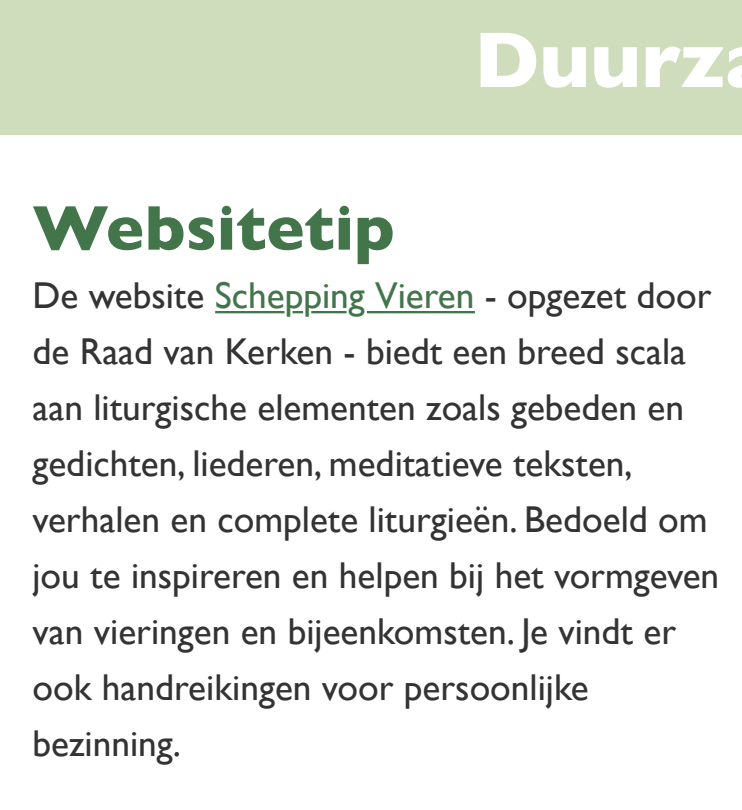 Websitetip
De website Schepping Vieren - opgezet door
de Raad van Kerken - biedt een breed scala
aan liturgische elementen zoals gebeden en
gedichten, liederen, meditatieve teksten,
verhalen en complete liturgieën. Bedoeld om
jou te inspireren en helpen bij het vormgeven
van vieringen en bijeenkomsten. Je vindt er
ook handreikingen voor persoonlijke
bezinning.